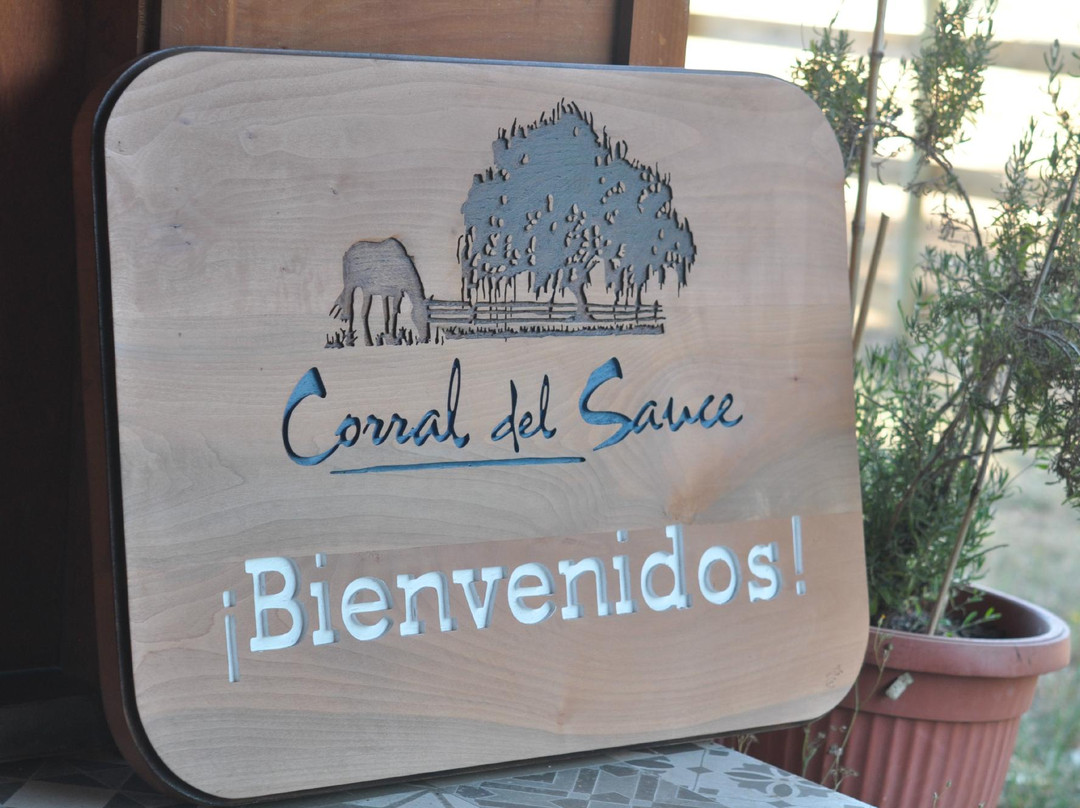 Corral del Sauce
¡Bienvenidos!